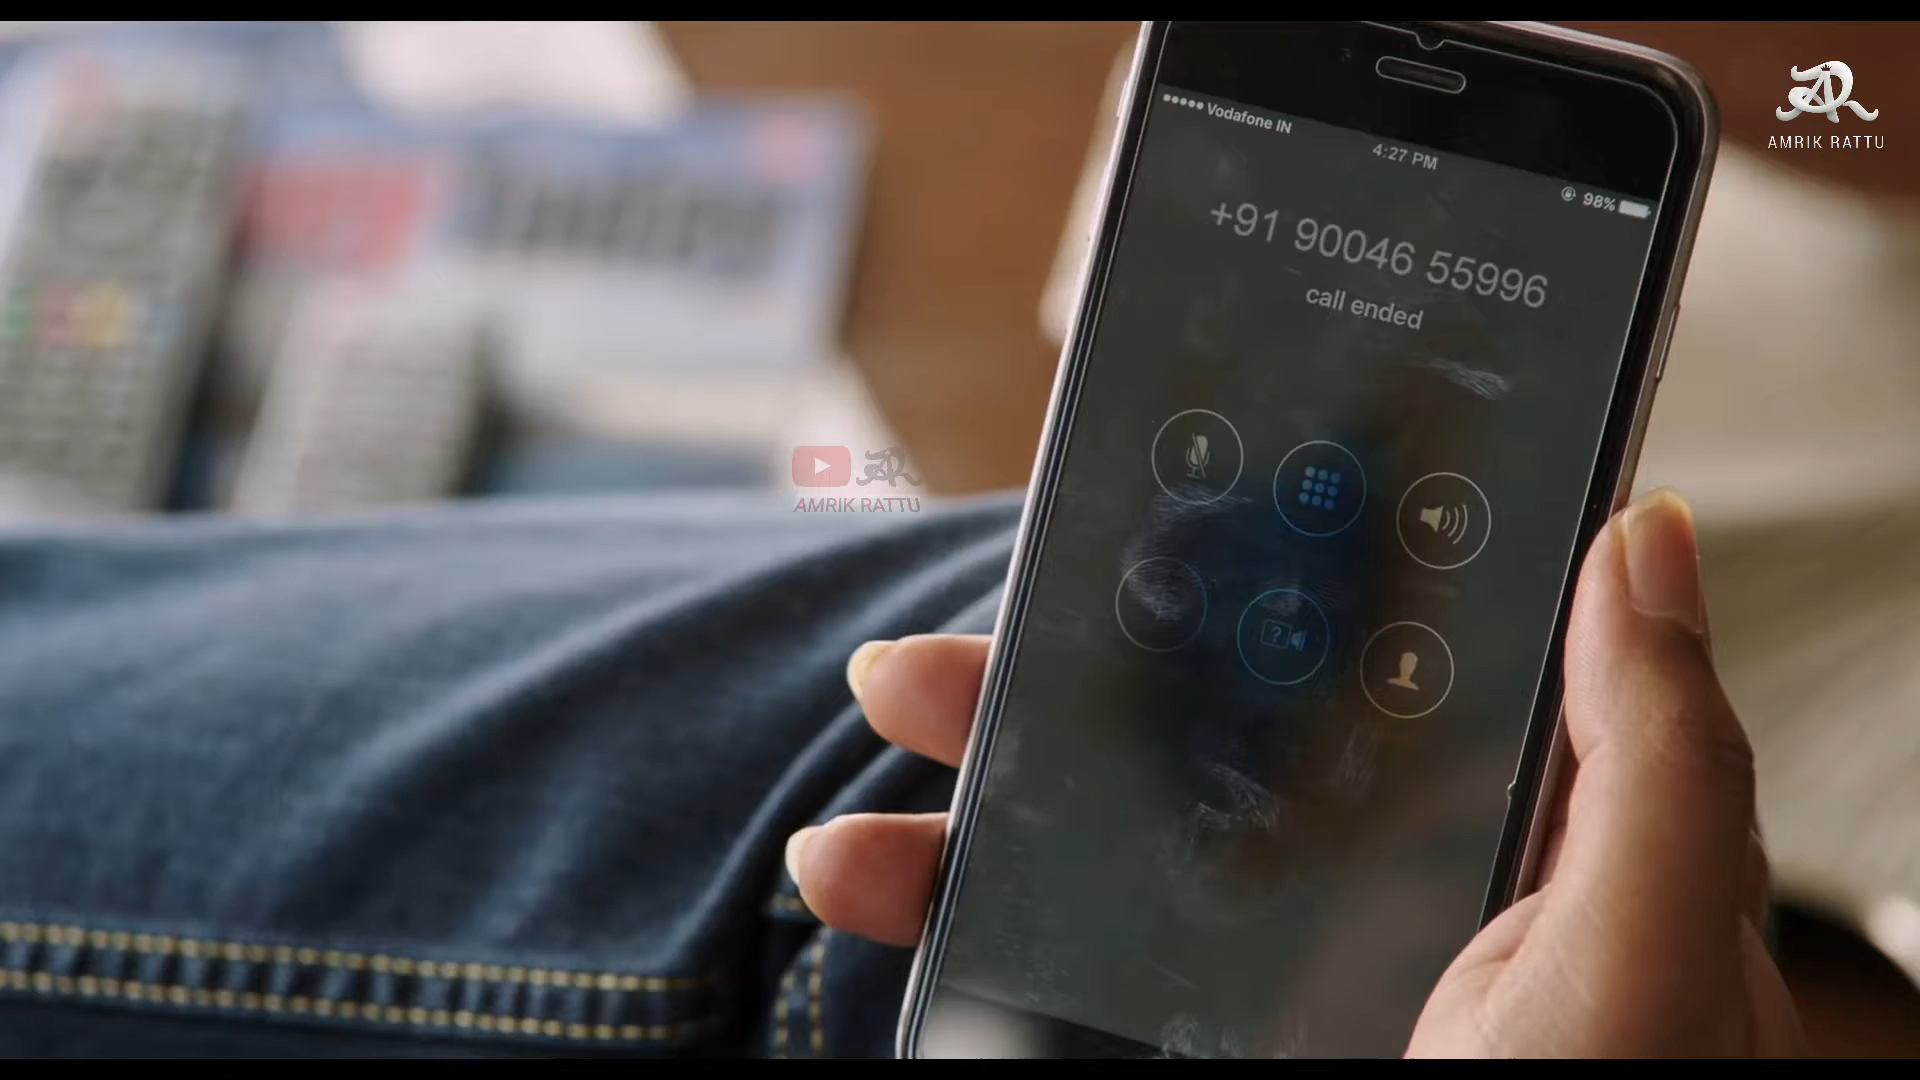 Vodafone IN
4:27 PM
98%
+91 90046 55996
call ended
?
AMRIK RATTU
AMRIK RATTU